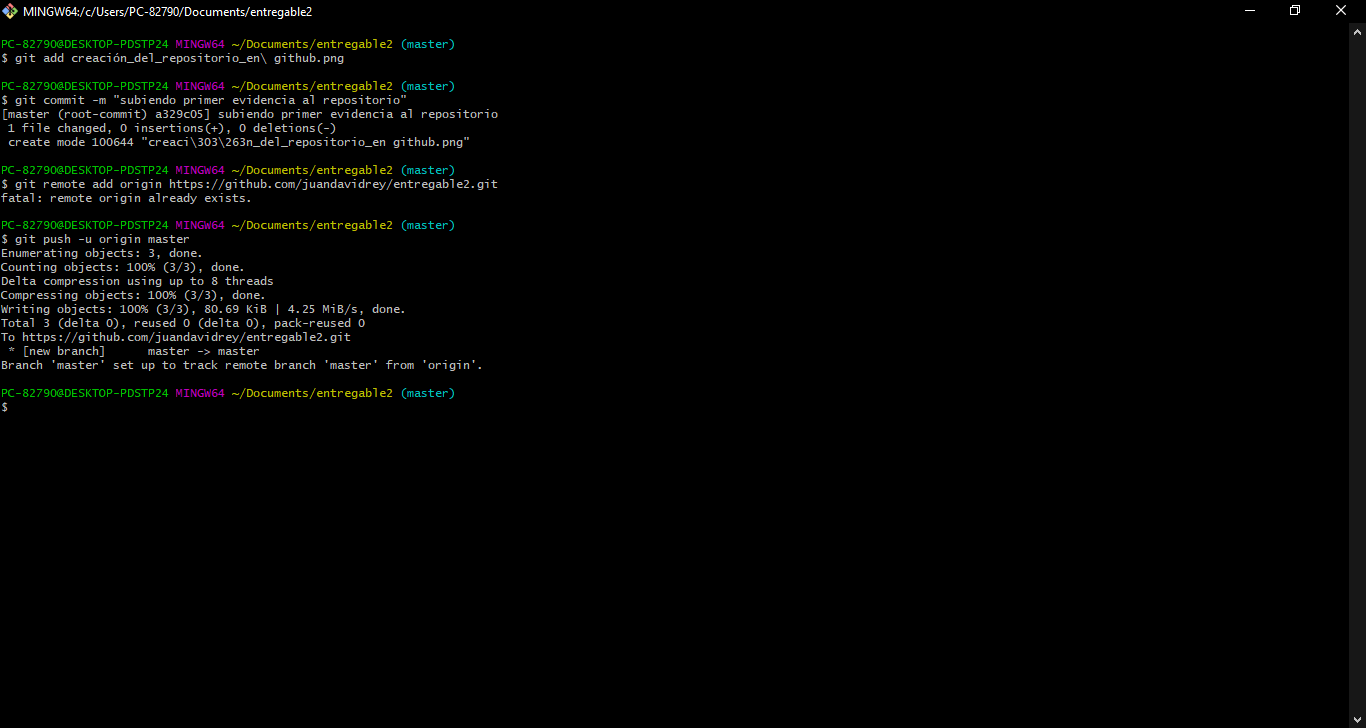 MINGW64:/c/Users/PC-82790/Documents/entregable2
PC-82790@DESKTOP-PDSTP24 MINGW64 ~/Documents/entregable2 (master)
$ git add creación_del_repositorio_en\ github.png
PC-82790@DESKTOP-PDSTP24 MINGW64 ~/Documents/entregable2 (master)
$ git commit -m "subiendo primer evidencia al repositorio"
[master (root-commit) a329c05] subiendo primer evidencia al repositorio
 1 file changed, 0 insertions(+), 0 deletions(-)
 create mode 100644 "creaci\303\263n_del_repositorio_en github.png"
PC-82790@DESKTOP-PDSTP24 MINGW64 ~/Documents/entregable2 (master)
$ git remote add origin https://github.com/juandavidrey/entregable2.git
fatal: remote origin already exists.
PC-82790@DESKTOP-PDSTP24 MINGW64 ~/Documents/entregable2 (master)
$ git push -u origin master
Enumerating objects: 3, done.
Counting objects: 100% (3/3), done.
Delta compression using up to 8 threads
Compressing objects: 100% (3/3), done.
Writing objects: 100% (3/3), 80.69 KiB | 4.25 MiB/s, done.
Total 3 (delta 0), reused 0 (delta 0), pack-reused 0
To https://github.com/juandavidrey/entregable2.git
 * [new branch]      master -> master
Branch 'master' set up to track remote branch 'master' from 'origin'.
PC-82790@DESKTOP-PDSTP24 MINGW64 ~/Documents/entregable2 (master)
$